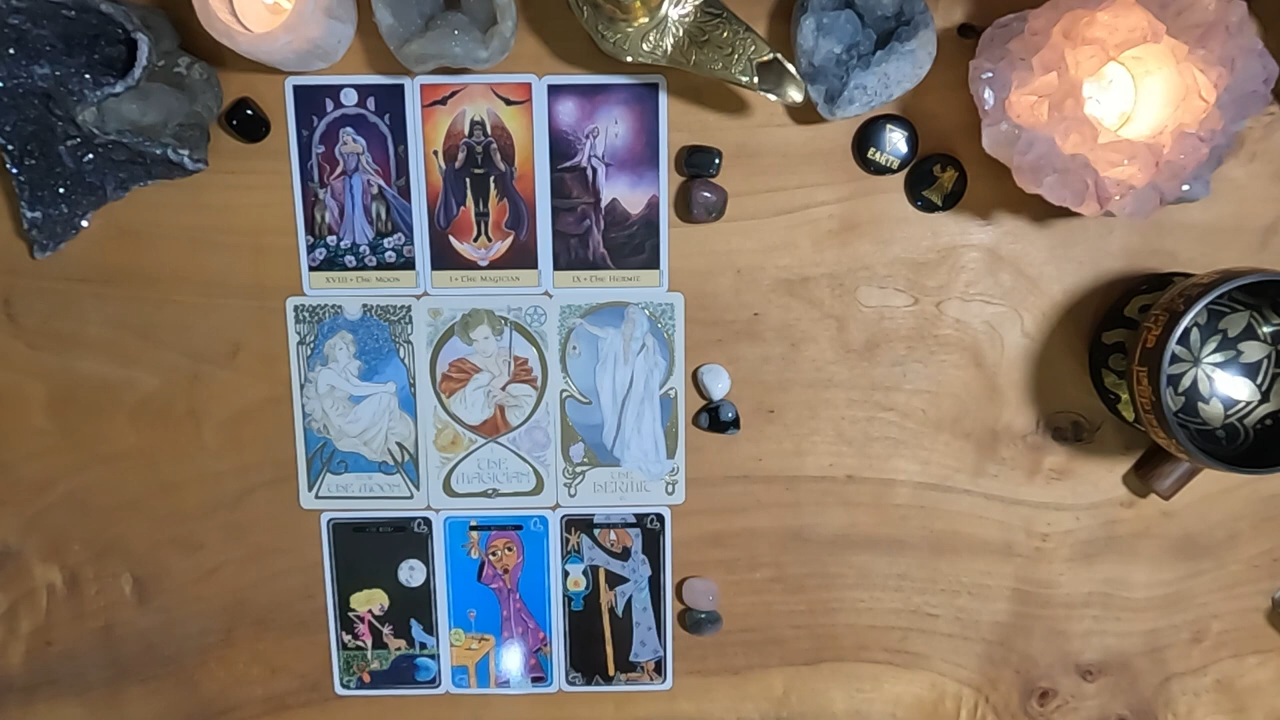 EARTH
XVIII • THE MOON
I • THE MAGICIAN
IX • THE HERMIT
THE MOON
THE
MAGICIAN
THE
HERMIT